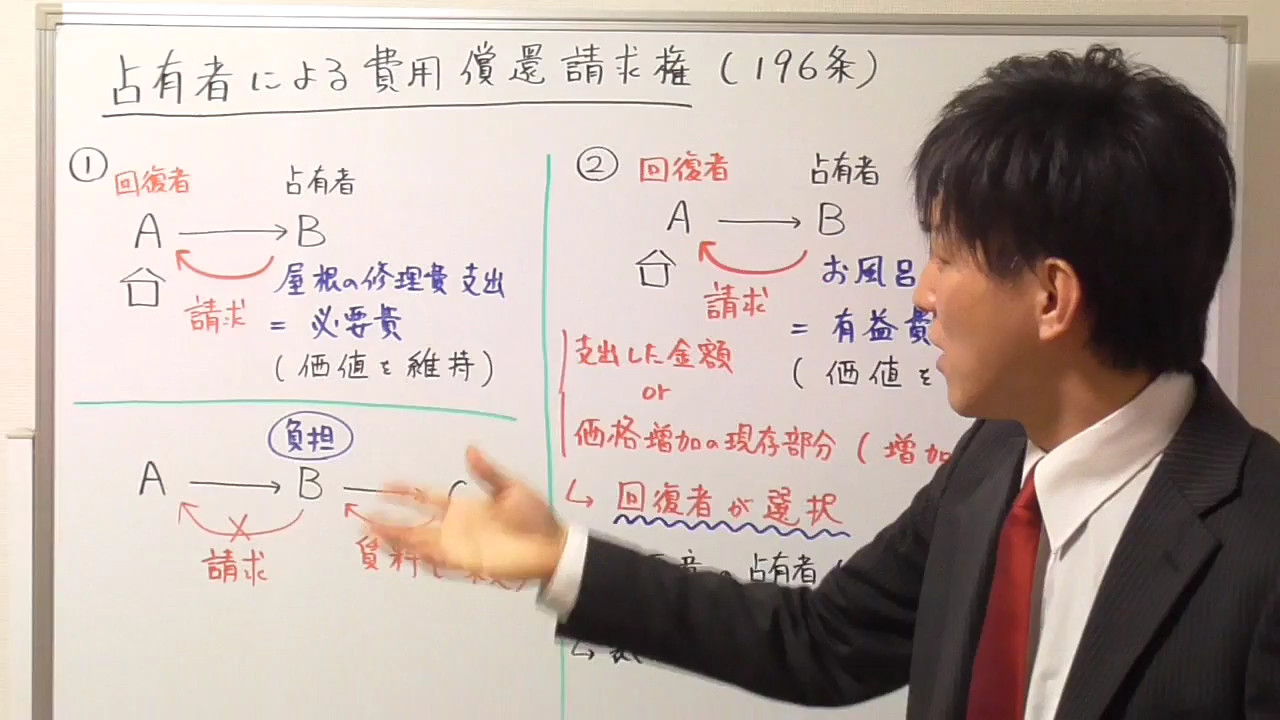 占有者による費用償還請求権 (196条)
①
回復者 占有者
A → B
請求
屋根の修理費支出
= 必要費
(価値を維持)
負担
A → B →
×
請求
②
回復者 占有者
A → B
請求
お風呂
= 有益費
(価値を
支出した金額
or
価格増加の現存部分 (増加
↳ 回復者が選択
占有者